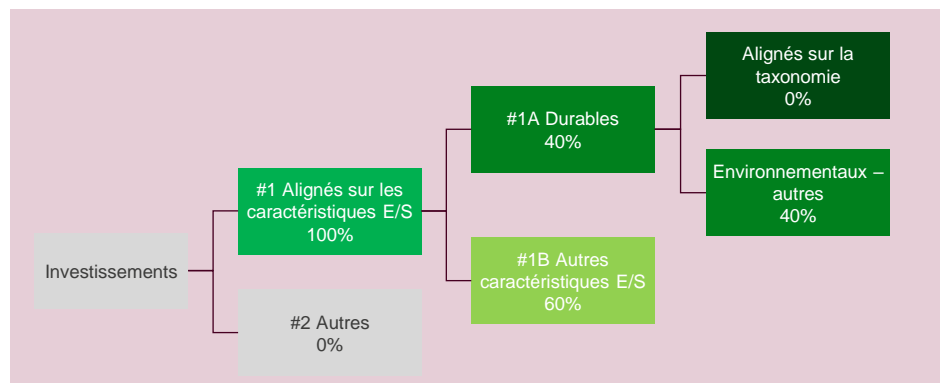 Investissements
#1 Alignés sur les
caractéristiques E/S
100%
#2 Autres
0%
#1A Durables
40%
#1B Autres
caractéristiques E/S
60%
Alignés sur la
taxonomie
0%
Environnementaux –
autres
40%